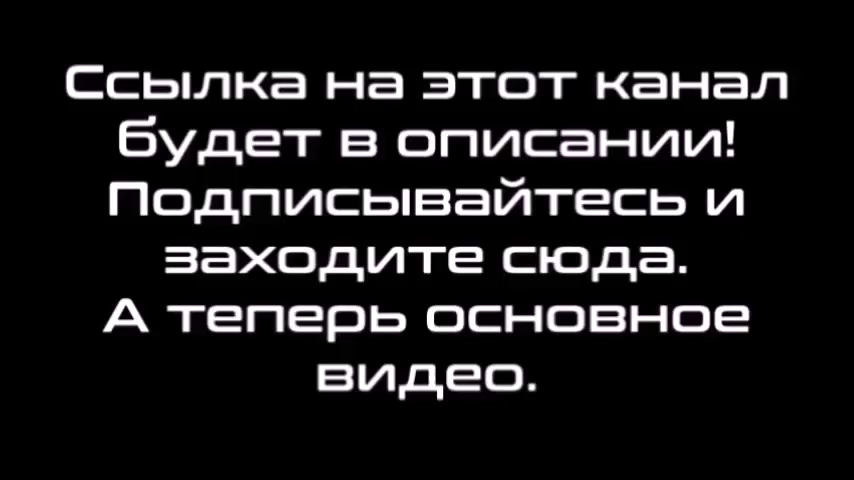 Ссылка на этот канал
будет в описании!
Подписывайтесь и
заходите сюда.
А теперь основное
видео.